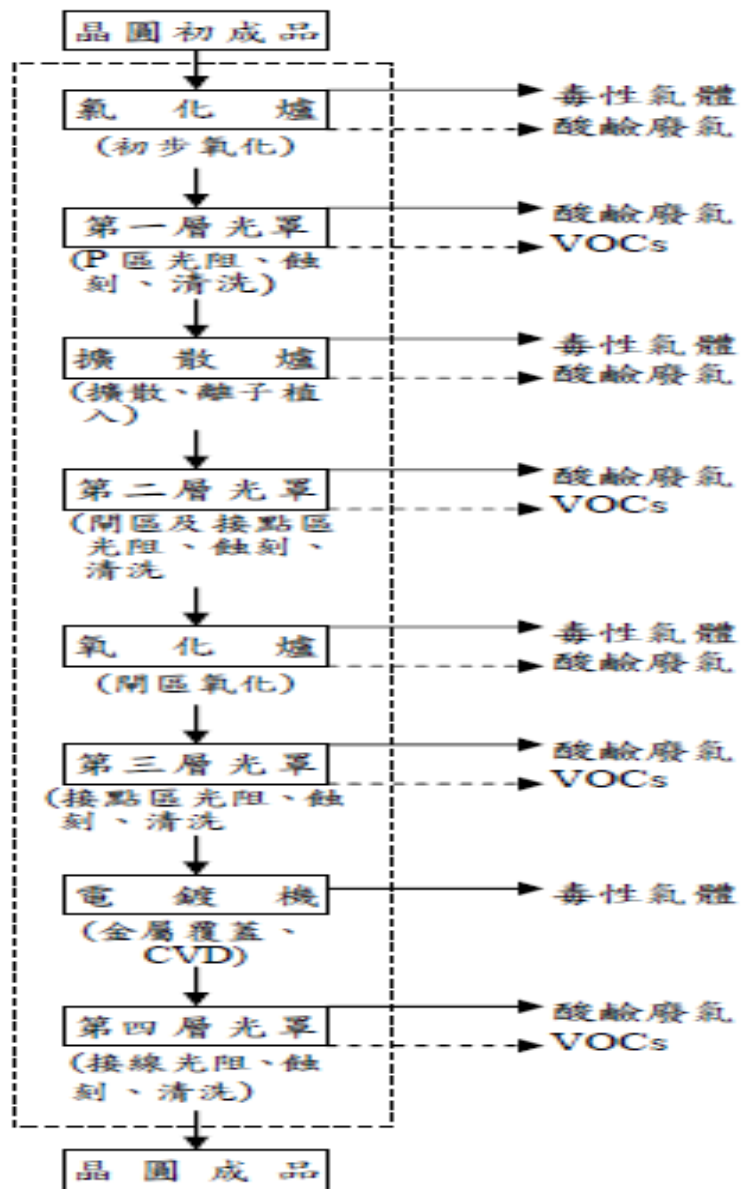 晶圓初成品
氧化爐
毒性氣體
酸鹼廢氣
(初步氧化)
第一層光罩
酸鹼廢氣
VOCs
(P區光阻、蝕
刻、清洗)
擴散爐
毒性氣體
酸鹼廢氣
(擴散、離子植
入)
第二層光罩
酸鹼廢氣
VOCs
(閘區及接點區
光阻、蝕刻、
清洗
氧化爐
毒性氣體
酸鹼廢氣
(閘區氧化)
第三層光罩
酸鹼廢氣
VOCs
(接點區光阻、蝕
刻、清洗
電鍍機
毒性氣體
(金屬覆蓋、
CVD)
第四層光罩
酸鹼廢氣
VOCs
(接線光阻、蝕
刻、清洗)
晶圓成品